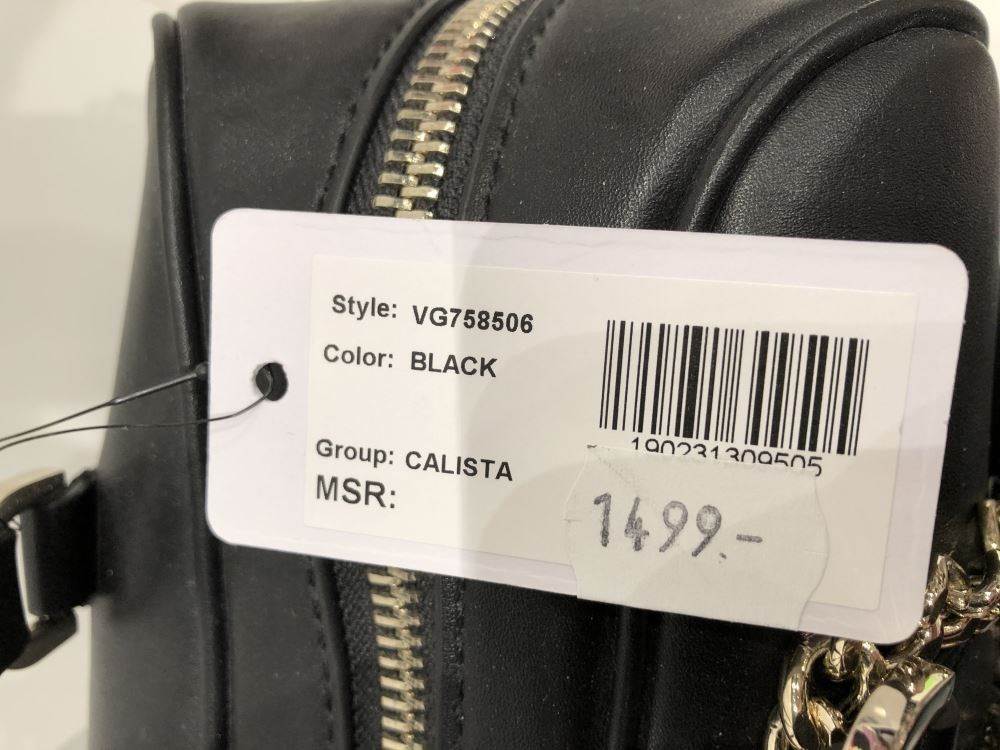 Style: VG758506
Color: BLACK
190231309505
Group: CALISTA
MSR:
1499.-